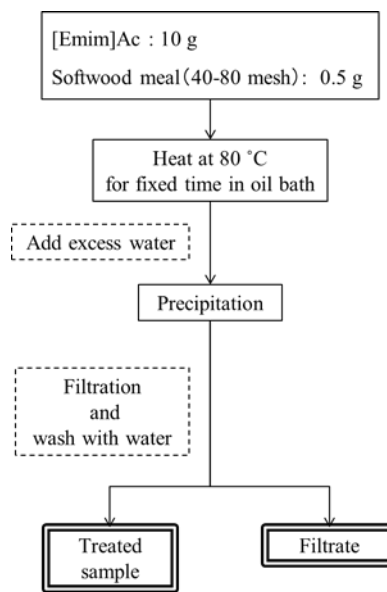 [Emim]Ac : 10 g
Softwood meal(40-80 mesh): 0.5 g
Heat at 80 ˚C
for fixed time in oil bath
Add excess water
Precipitation
Filtration
and
wash with water
Treated
sample
Filtrate